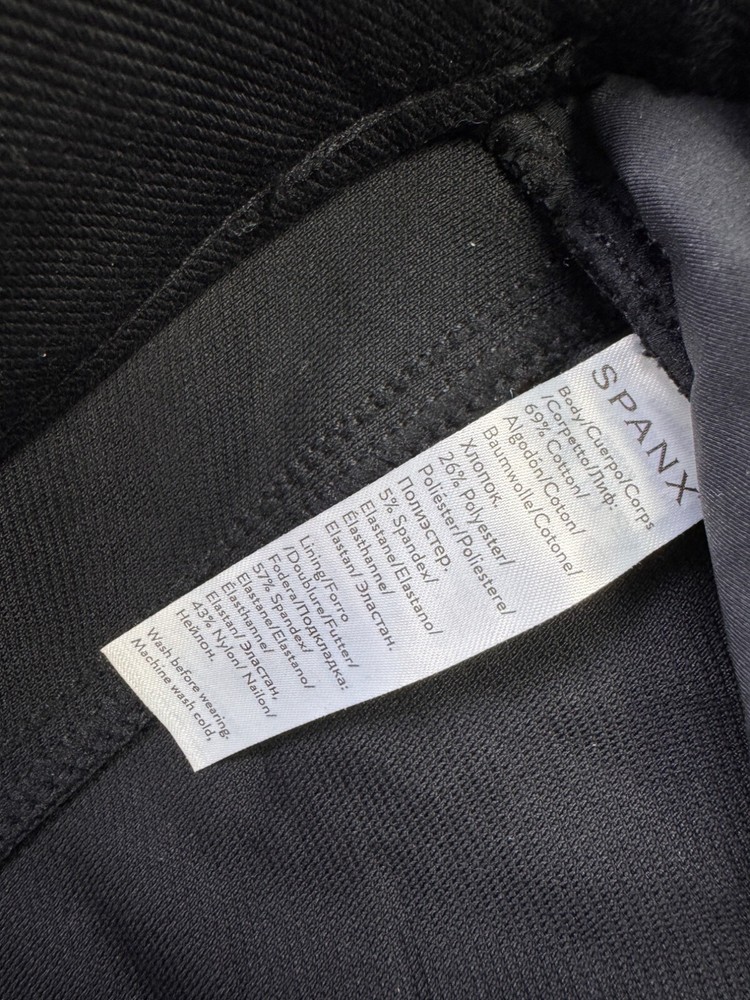 SPANX
Body/Cuerpo/Corps
/Corpetto/Лиф:
69% Cotton/
Algodón/Coton/
Baumwolle/Cotone/
Хлопок.
26% Polyester/
Poliéster/Poliestere/
Полиэстер.
5% Spandex/
Elastane/Elastano/
Élasthanne/
Elastan/ Эластан.
Lining/Forro
/Doublure/Futter/
Fodera/Подкладка:
57% Spandex/
Elastane/Elastano/
Élasthanne/
Elastan/ Эластан,
43% Nylon/ Nailon/
Нейлон.
Wash before wearing.
Machine wash cold,